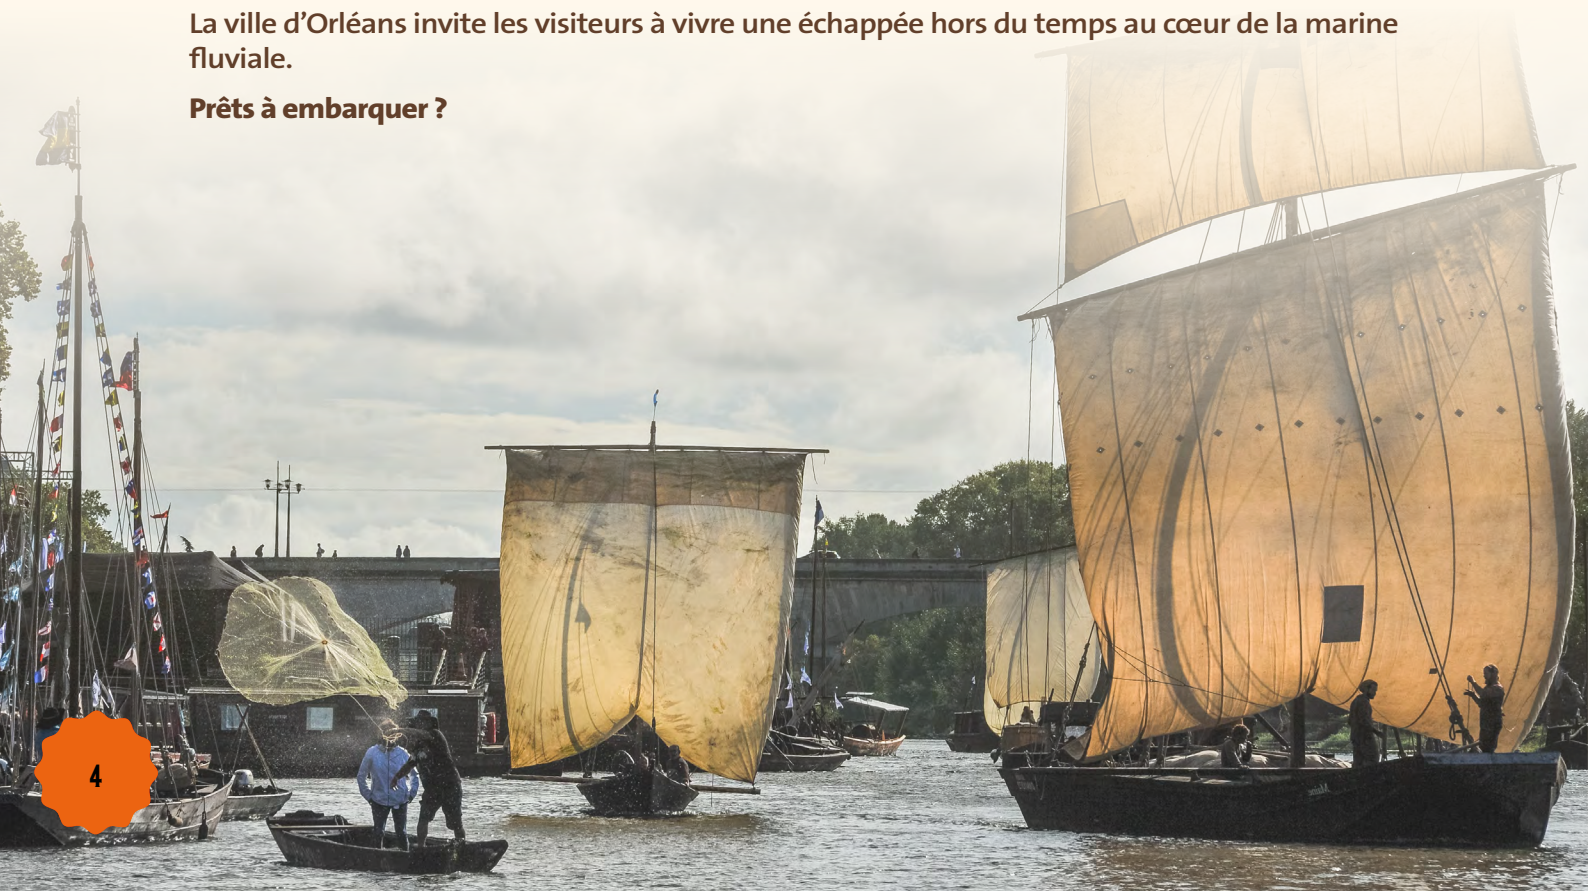 La ville d’Orléans invite les visiteurs à vivre une échappée hors du temps au cœur de la marine
fluviale.
Prêts à embarquer ?
4